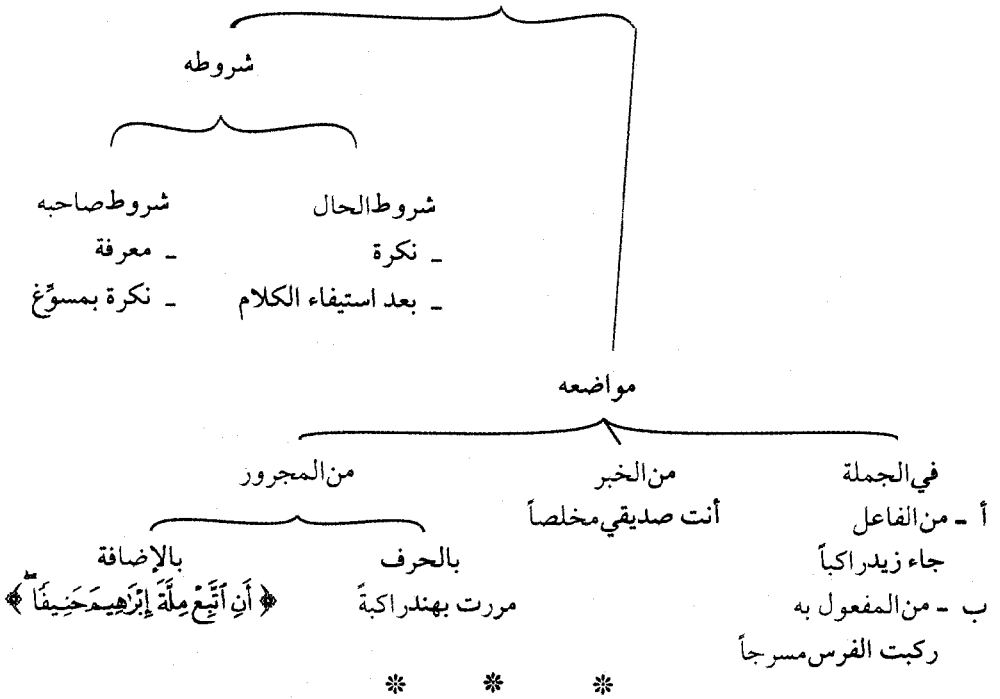 شروطه
شروط الحال
ـ نكرة
ـ بعد استيفاء الكلام
شروط صاحبه
ـ معرفة
ـ نكرة بمسوِّغ
مواضعه
في الجملة
أ ـ من الفاعل
جاء زيد راكباً
ب ـ من المفعول به
ركبت الفرس مسرجاً
من الخبر
أنت صديقي مخلصاً
من المجرور
بالحرف
مررت بهند راكبةً
بالإضافة
﴿أَنِ ٱتَّبِعْ مِلَّةَ إِبْرَٰهِيمَ حَنِيفًاۖ﴾